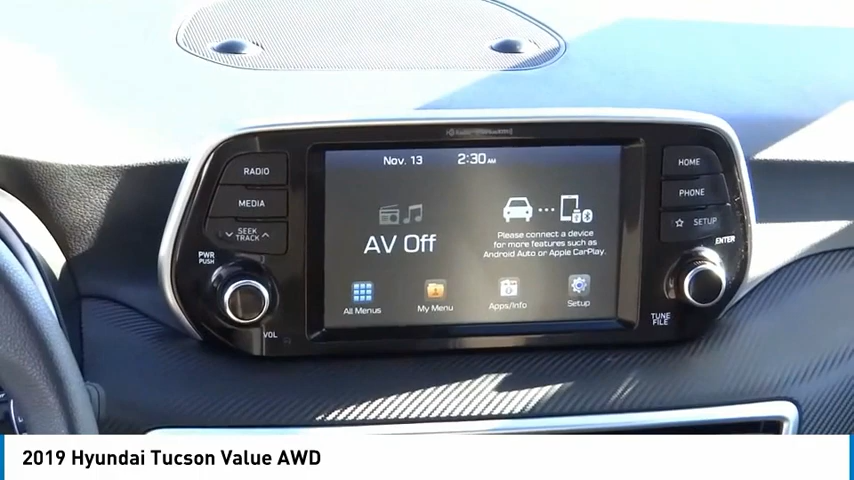 Nov. 13 2:30 AM
RADIO
MEDIA
SEEK
TRACK
PWR
PUSH
VOL
AV Off
Please connect a device
for more features such as
Android Auto or Apple CarPlay.
All Menus
My Menu
Apps/Info
Setup
HOME
PHONE
SETUP
ENTER
TUNE
FILE
2019 Hyundai Tucson Value AWD